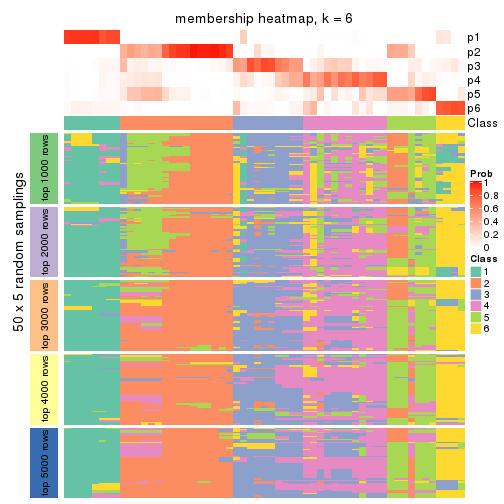 membership heatmap, k = 6
p1
p2
p3
p4
p5
p6
Class
50 x 5 random samplings
top 1000 rows
top 2000 rows
top 3000 rows
top 4000 rows
top 5000 rows
Prob
1
0.8
0.6
0.4
0.2
0
Class
1
2
3
4
5
6